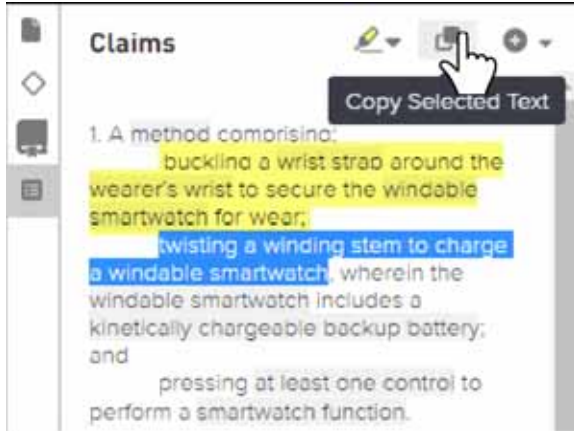 Claims
Copy Selected Text
1. A method comprising:
buckling a wrist strap around the
wearer's wrist to secure the windable
smartwatch for wear;
twisting a winding stem to charge
a windable smartwatch, wherein the
windable smartwatch includes a
kinetically chargeable backup battery;
and
pressing at least one control to
perform a smartwatch function.